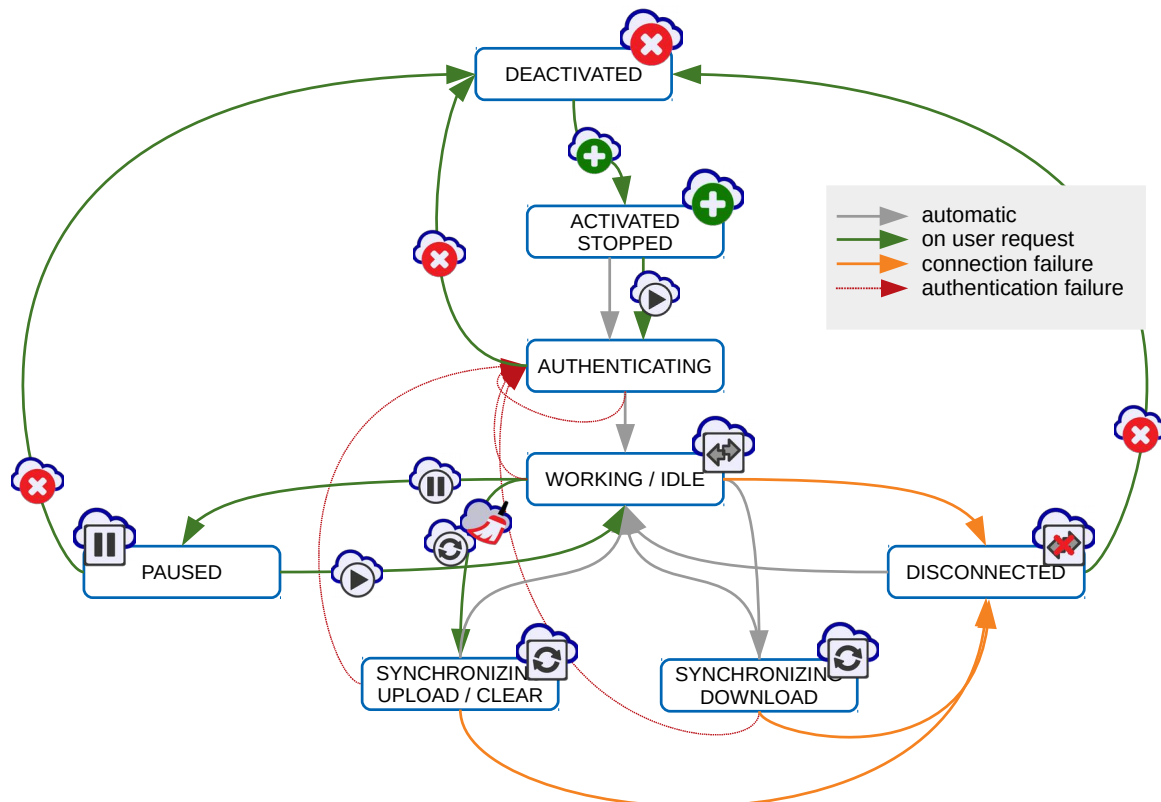 DEACTIVATED
ACTIVATED
STOPPED
automatic
on user request
connection failure
authentication failure
AUTHENTICATING
WORKING / IDLE
PAUSED
DISCONNECTED
SYNCHRONIZING
UPLOAD / CLEAR
SYNCHRONIZING
DOWNLOAD